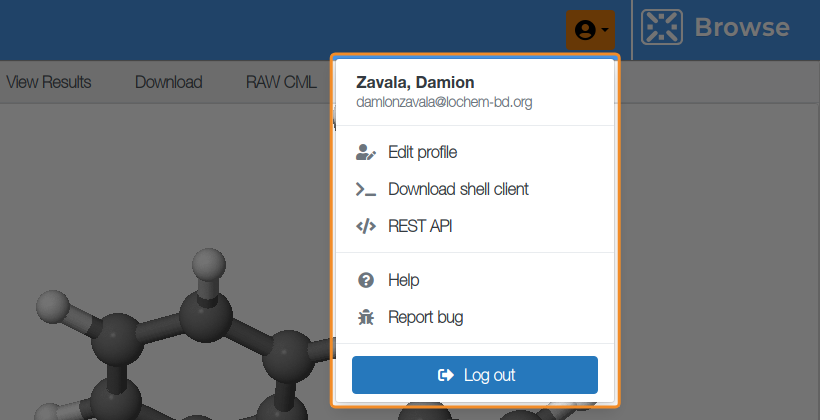 Browse
View Results Download RAW CML
Zavala, Damion
damionzavala@iochem-bd.org
Edit profile
Download shell client
REST API
Help
Report bug
Log out